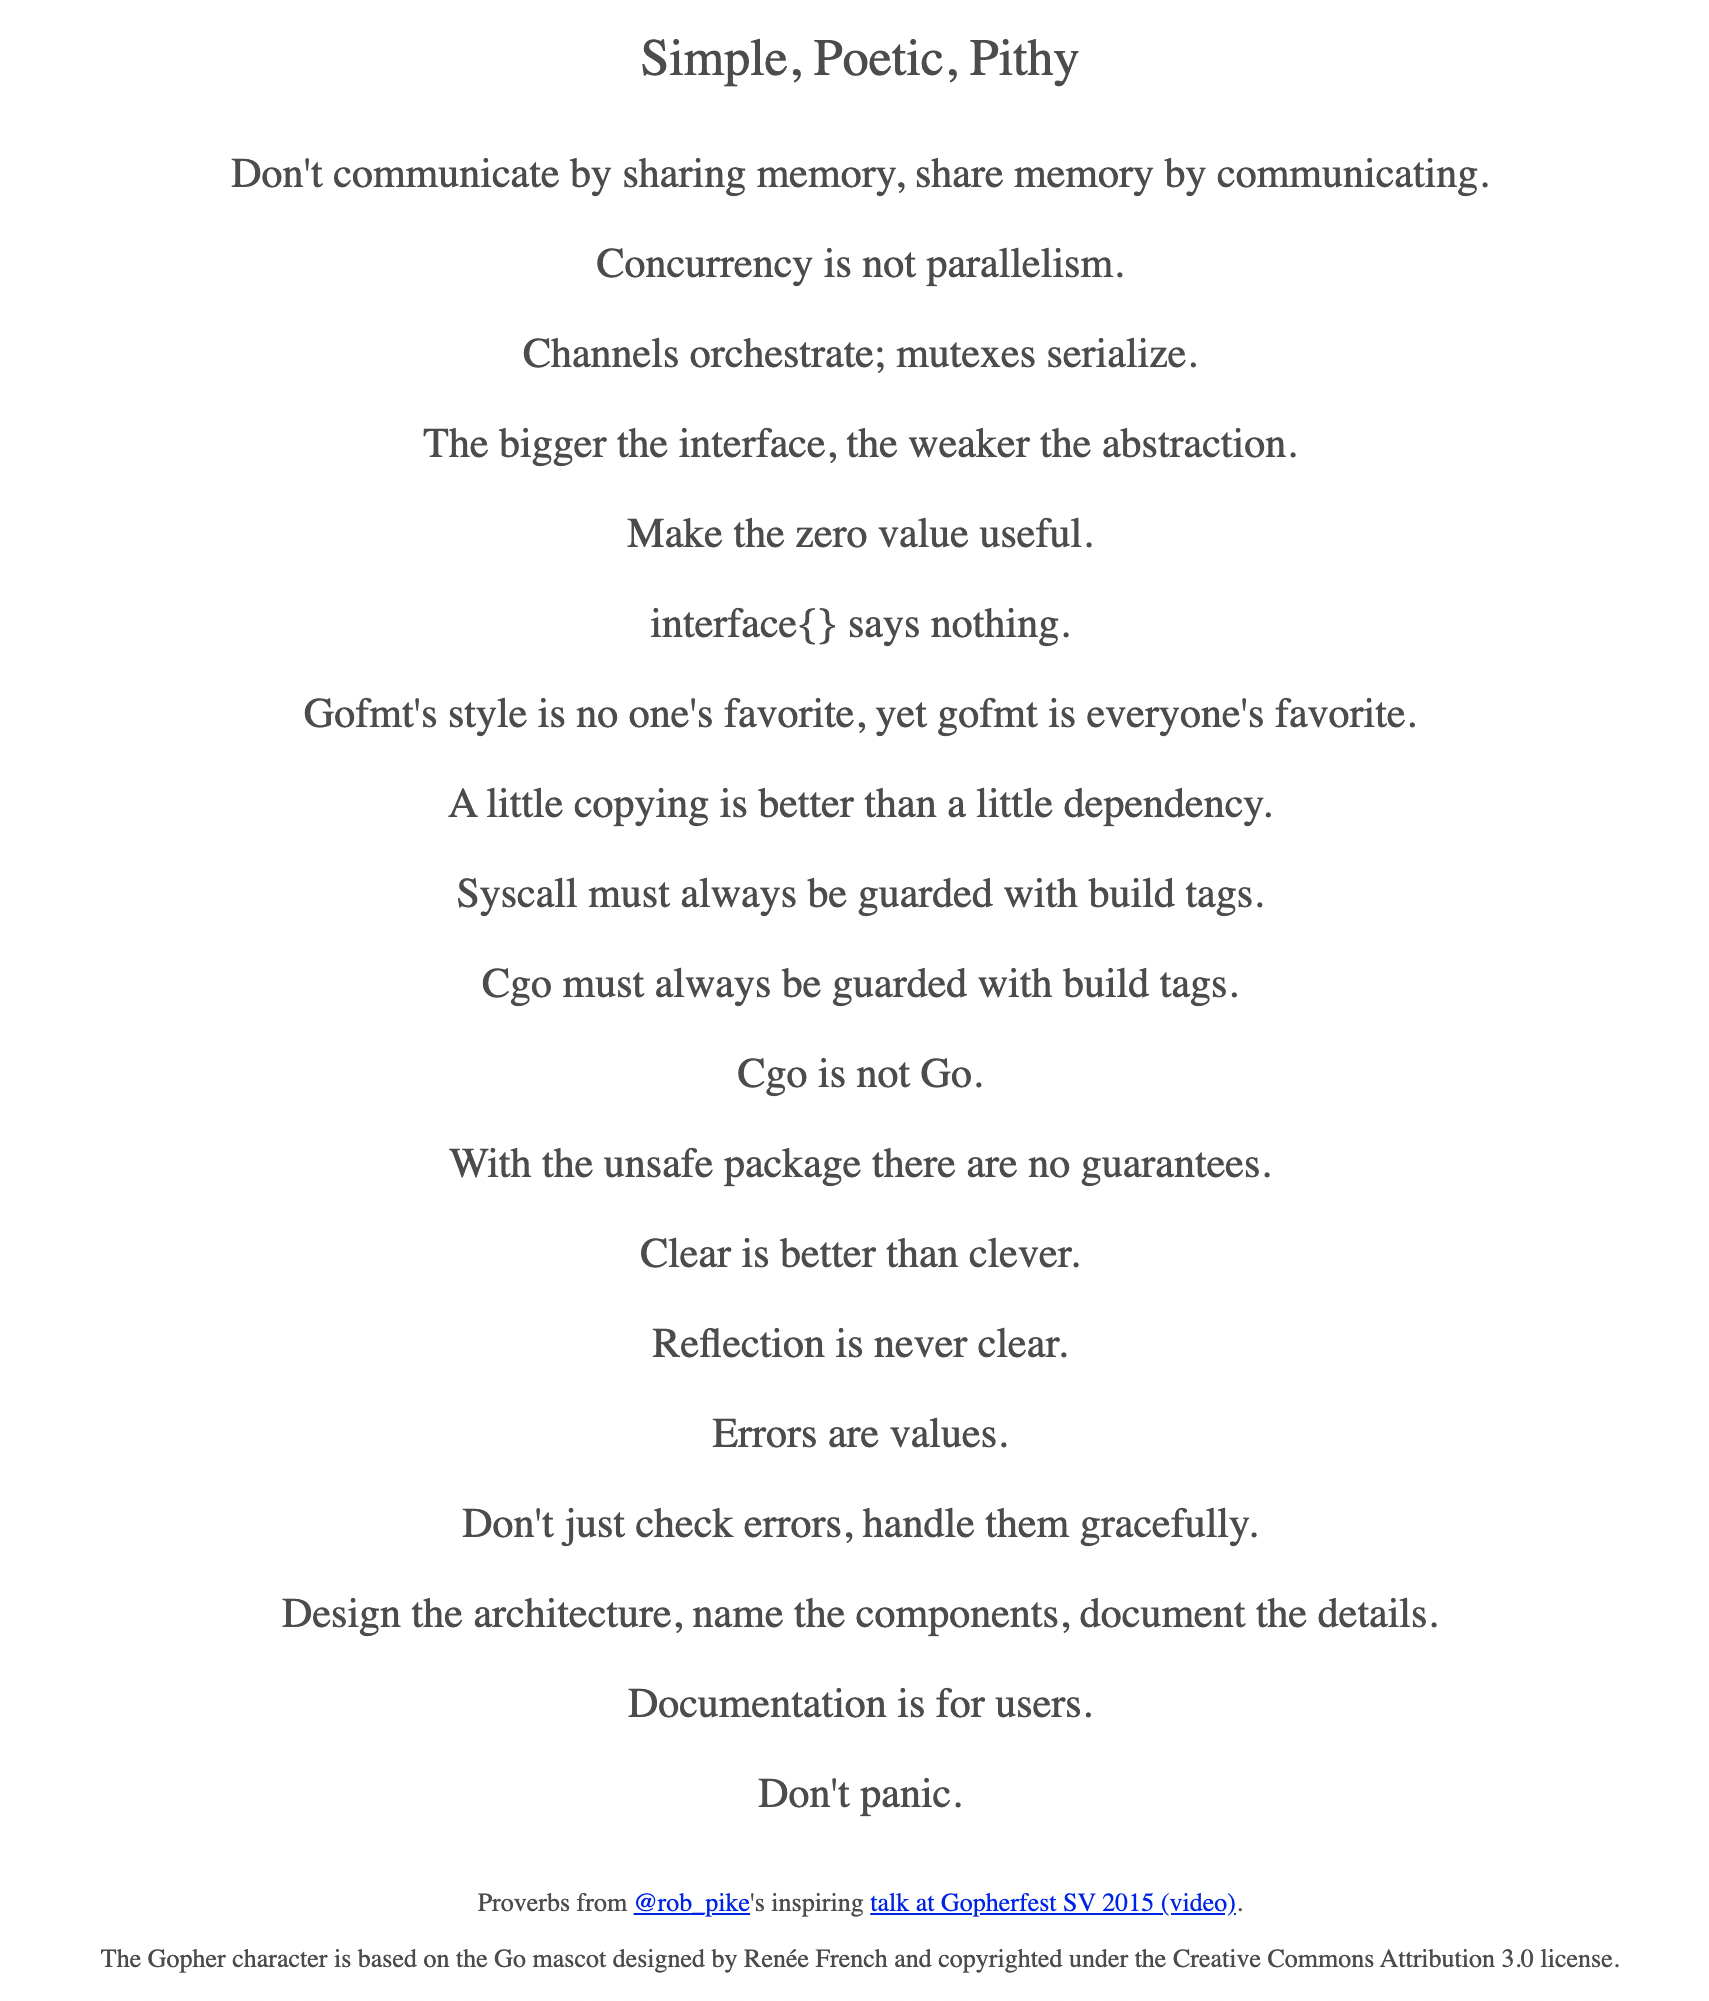 Simple, Poetic, Pithy
Don't communicate by sharing memory, share memory by communicating.
Concurrency is not parallelism.
Channels orchestrate; mutexes serialize.
The bigger the interface, the weaker the abstraction.
Make the zero value useful.
interface{} says nothing.
Gofmt's style is no one's favorite, yet gofmt is everyone's favorite.
A little copying is better than a little dependency.
Syscall must always be guarded with build tags.
Cgo must always be guarded with build tags.
Cgo is not Go.
With the unsafe package there are no guarantees.
Clear is better than clever.
Reflection is never clear.
Errors are values.
Don't just check errors, handle them gracefully.
Design the architecture, name the components, document the details.
Documentation is for users.
Don't panic.
Proverbs from @rob_pike's inspiring talk at Gopherfest SV 2015 (video).
The Gopher character is based on the Go mascot designed by Renée French and copyrighted under the Creative Commons Attribution 3.0 license.